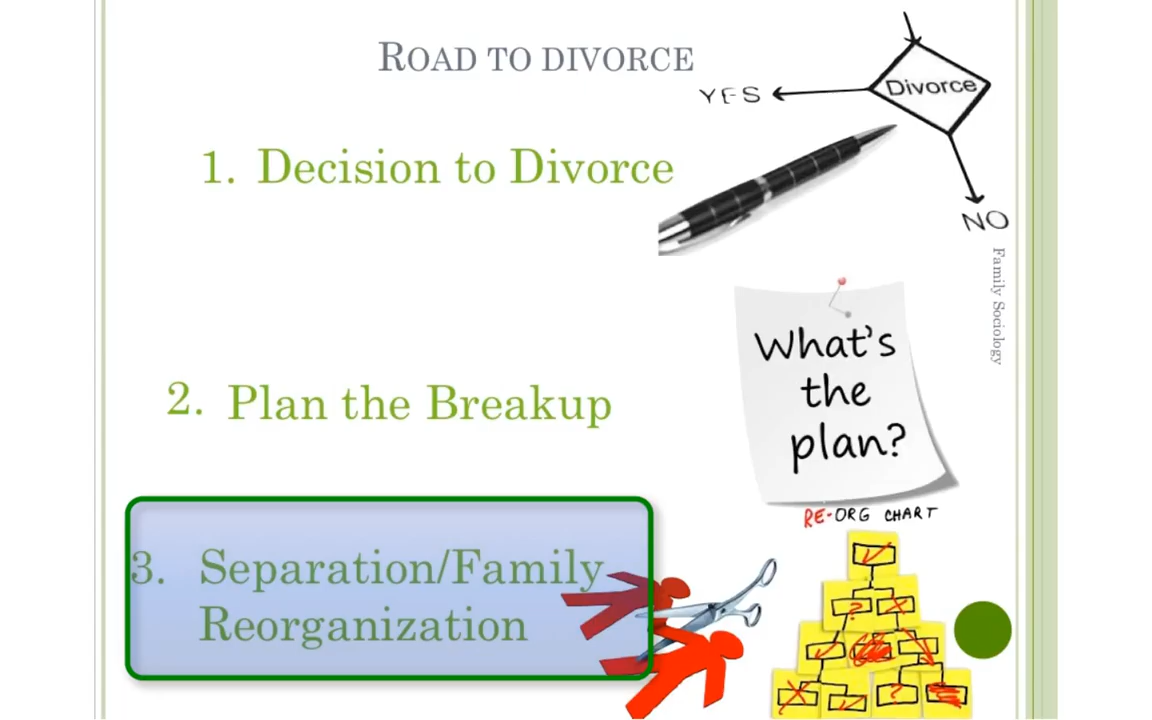 ROAD TO DIVORCE
Divorce
YES
1. Decision to Divorce
NO
Family Sociology
What's
the
plan?
2. Plan the Breakup
RE-ORG CHART
3. Separation/Family
Reorganization
?
?